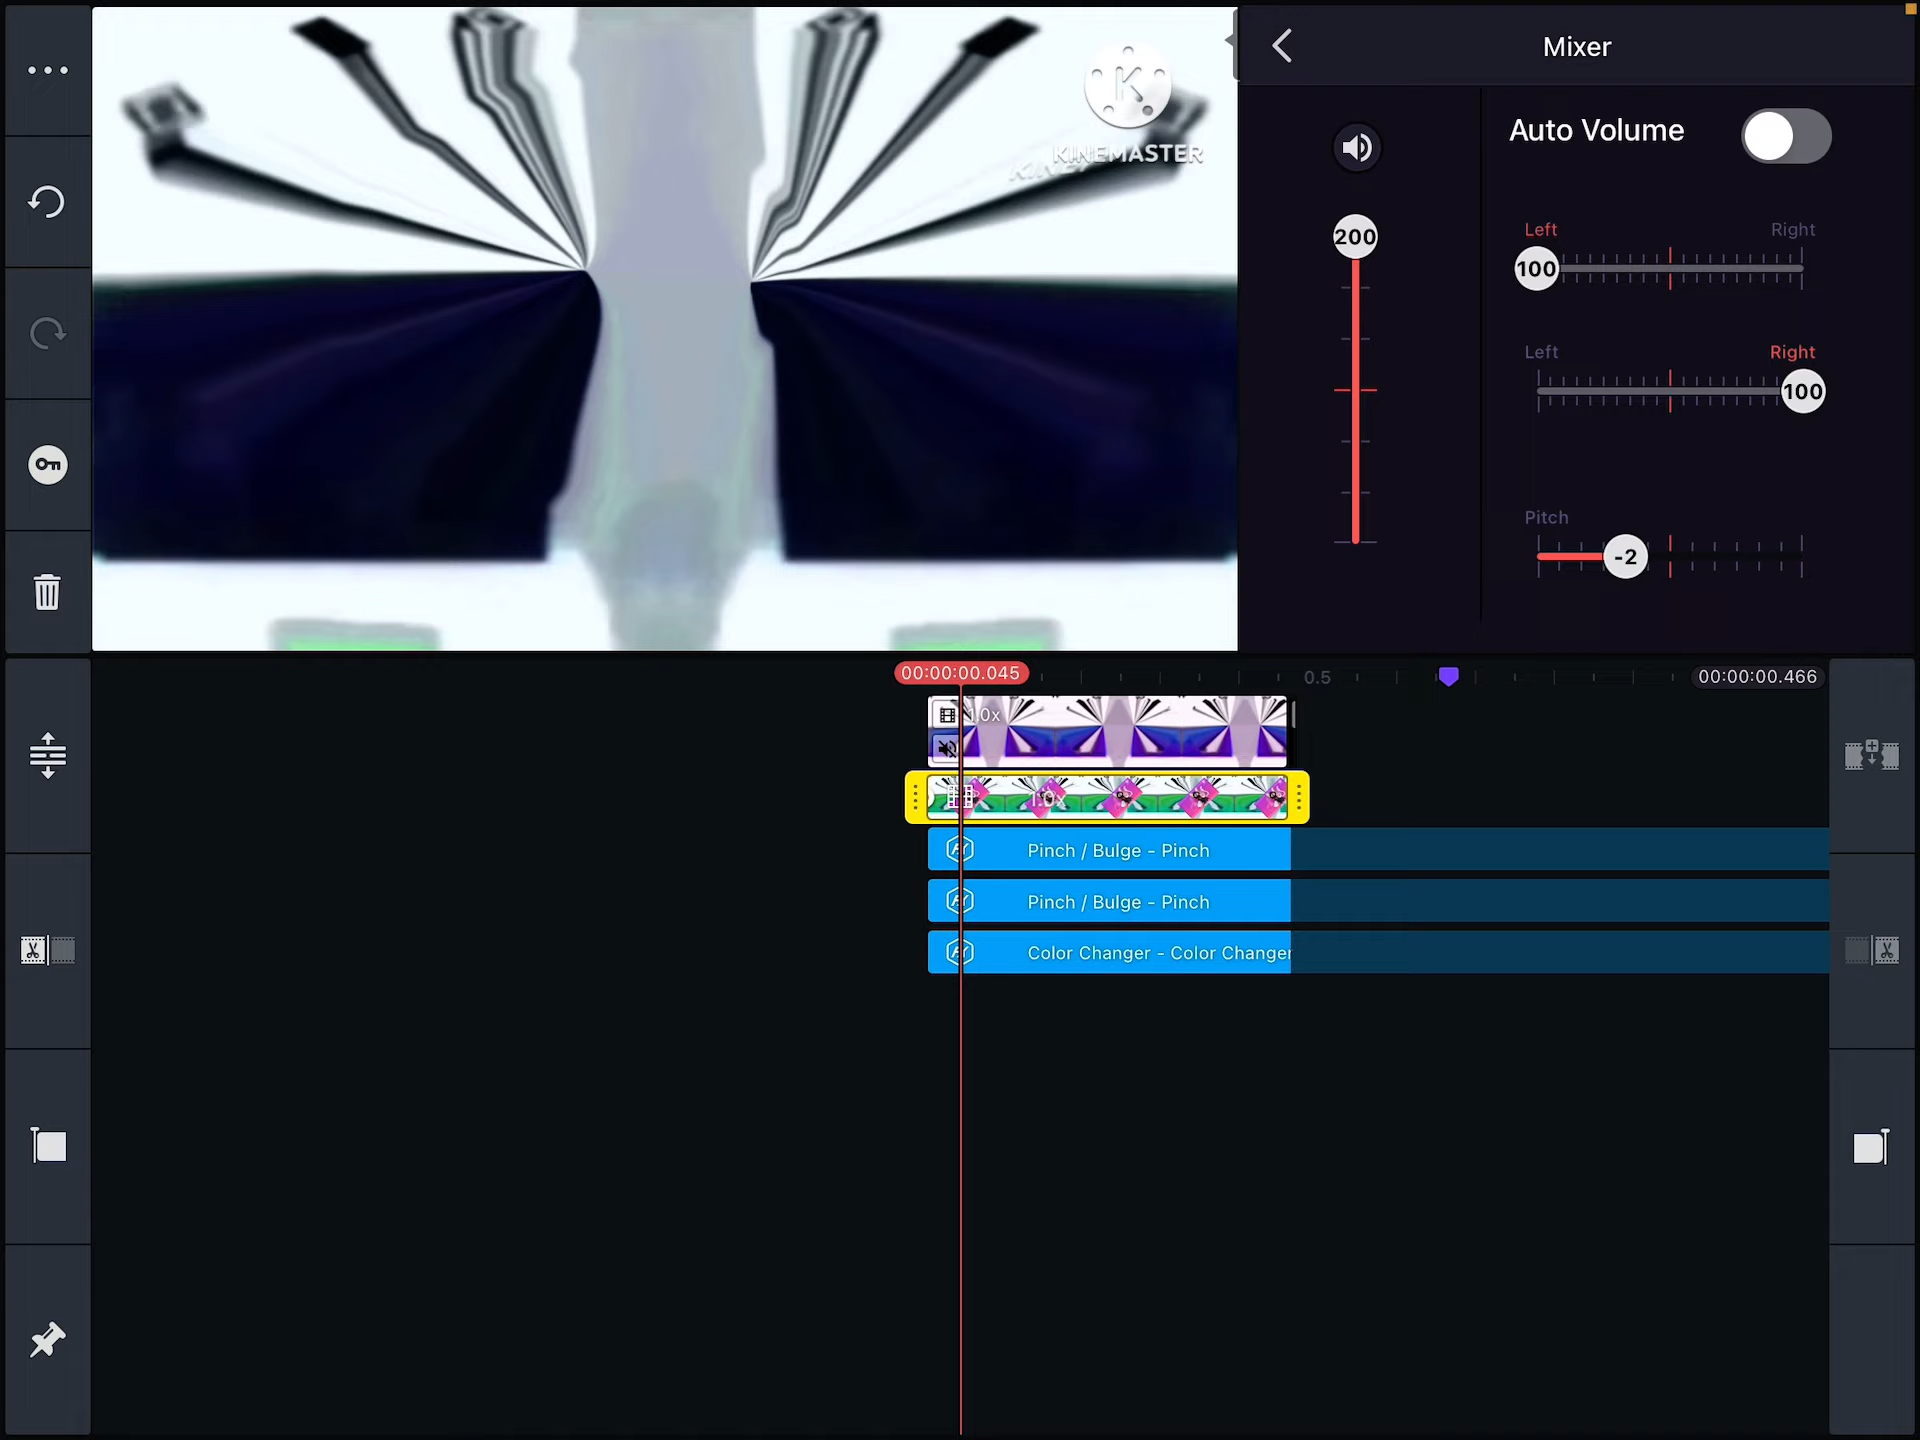 KINEMASTER
Mixer
Auto Volume
200
Left
Right
100
Left
Right
100
Pitch
-2
00:00:00.045
0.5
00:00:00.466
1.0x
1.0x
Pinch / Bulge - Pinch
Pinch / Bulge - Pinch
Color Changer - Color Changer